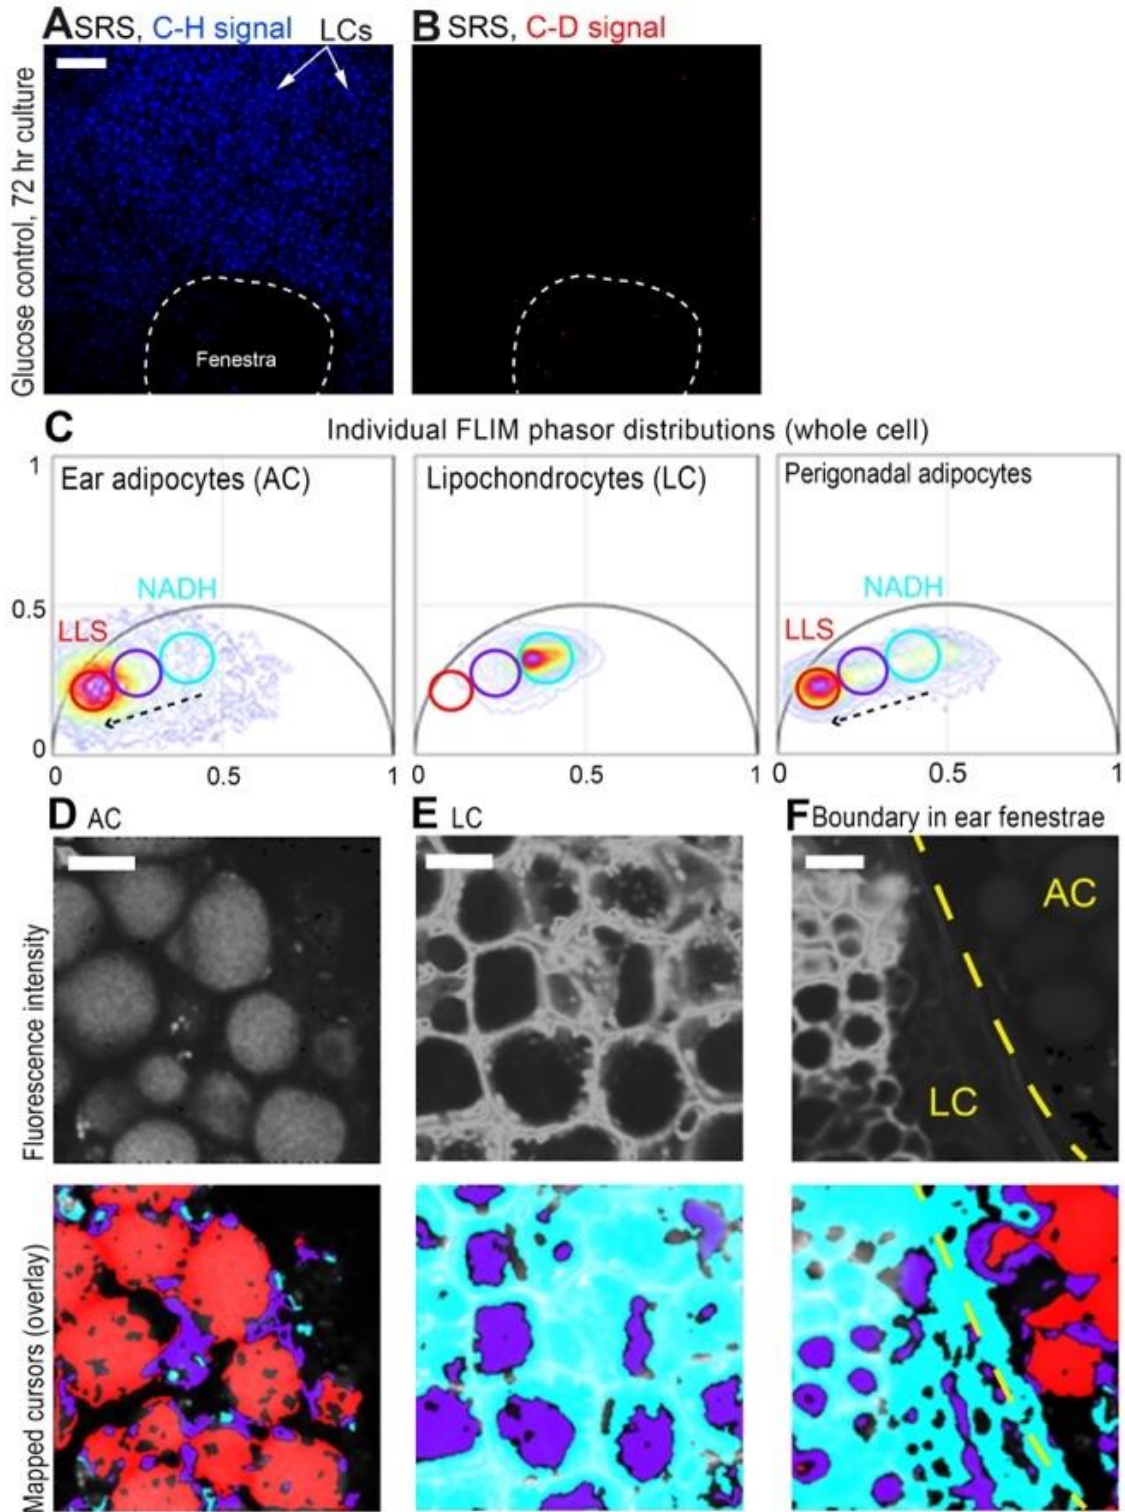 A SRS, C-H signal LCs
B SRS, C-D signal
Glucose control, 72 hr culture
Fenestra
C Individual FLIM phasor distributions (whole cell)
Ear adipocytes (AC)
Lipochondrocytes (LC)
Perigonadal adipocytes
1
NADH
NADH
0.5
LLS
LLS
0
0 0.5 1
0 0.5 1
0 0.5 1
D AC
E LC
F Boundary in ear fenestrae
Fluorescence intensity
AC
LC
Mapped cursors (overlay)